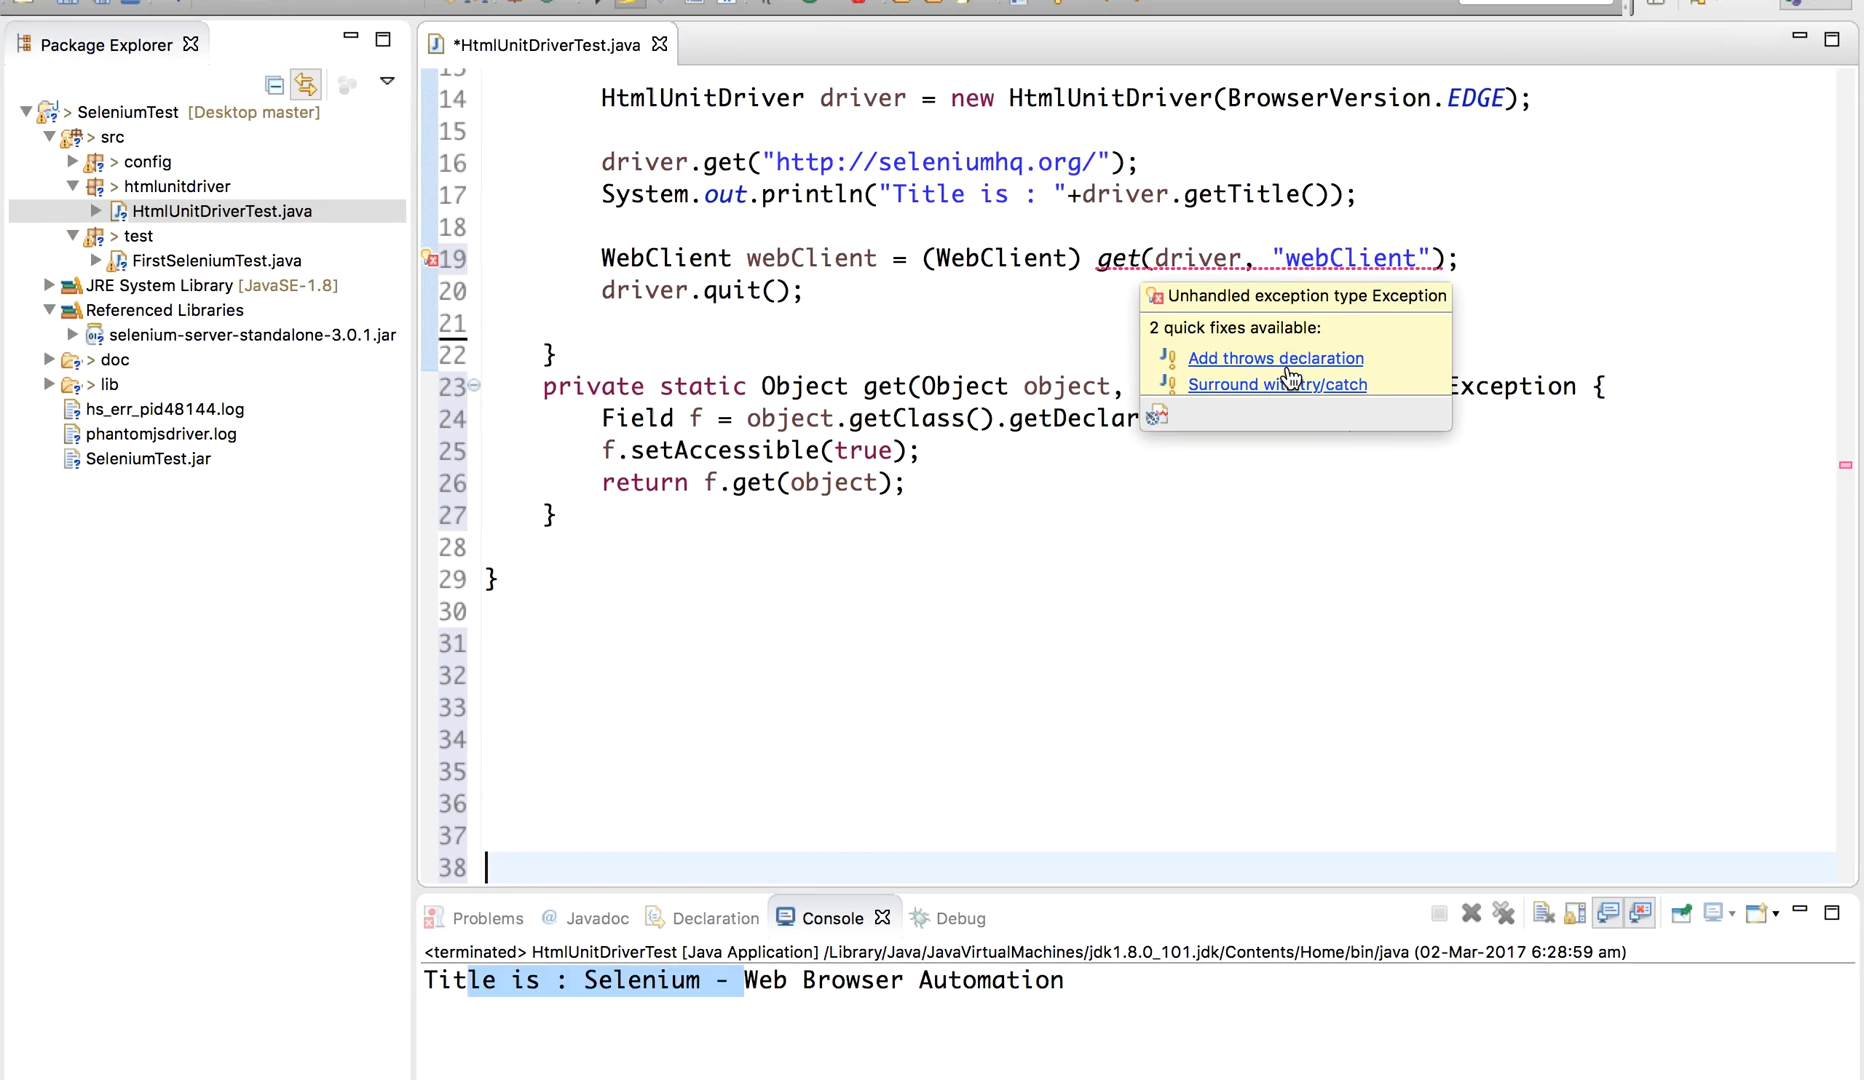 Package Explorer
*HtmlUnitDriverTest.java
> SeleniumTest [Desktop master]
> src
> config
> htmlunitdriver
HtmlUnitDriverTest.java
> test
FirstSeleniumTest.java
JRE System Library [JavaSE-1.8]
Referenced Libraries
selenium-server-standalone-3.0.1.jar
> doc
> lib
hs_err_pid48144.log
phantomjsdriver.log
SeleniumTest.jar
14 HtmlUnitDriver driver = new HtmlUnitDriver(BrowserVersion.EDGE);
15
16 driver.get("http://seleniumhq.org/");
17 System.out.println("Title is : "+driver.getTitle());
18
19 WebClient webClient = (WebClient) get(driver, "webClient");
20 driver.quit();
21
22 }
23 private static Object get(Object object, Exception {
24 Field f = object.getClass().getDeclar
25 f.setAccessible(true);
26 return f.get(object);
27 }
28
29 }
30
31
32
33
34
35
36
37
38
Unhandled exception type Exception
2 quick fixes available:
Add throws declaration
Surround with try/catch
Problems @ Javadoc Declaration Console Debug
<terminated> HtmlUnitDriverTest [Java Application] /Library/Java/JavaVirtualMachines/jdk1.8.0_101.jdk/Contents/Home/bin/java (02-Mar-2017 6:28:59 am)
Title is : Selenium - Web Browser Automation